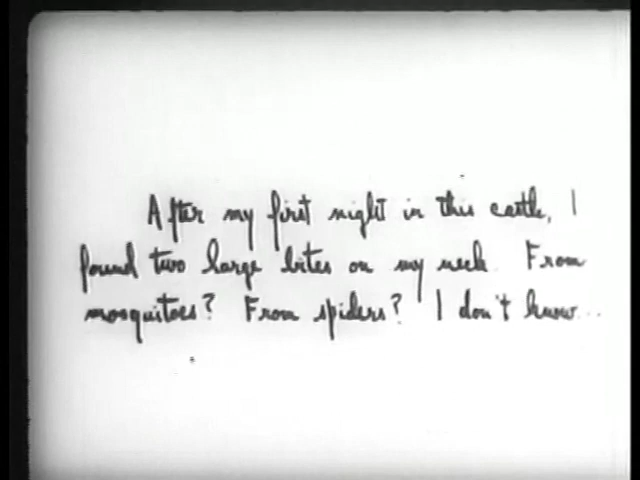 After my first night in this castle, I
found two large bites on my neck. From
mosquitoes? From spiders? I don't know...